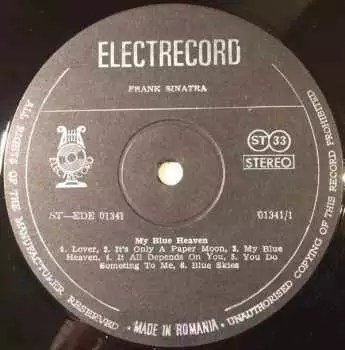 ELECTRECORD
FRANK SINATRA
ELECTRECORD
ST 33
STEREO
ST—EDE 01341
01341/1
My Blue Heaven
1. Lover, 2. It's Only A Paper Moon, 3. My Blue
Heaven, 4. It All Depends On You, 5. You Do
Someting To Me, 6. Blue Skies
ALL RIGHTS OF THE MANUFACTURER RESERVED • MADE IN ROMANIA • UNAUTHORISED COPYING OF THIS RECORD PROHIBITED